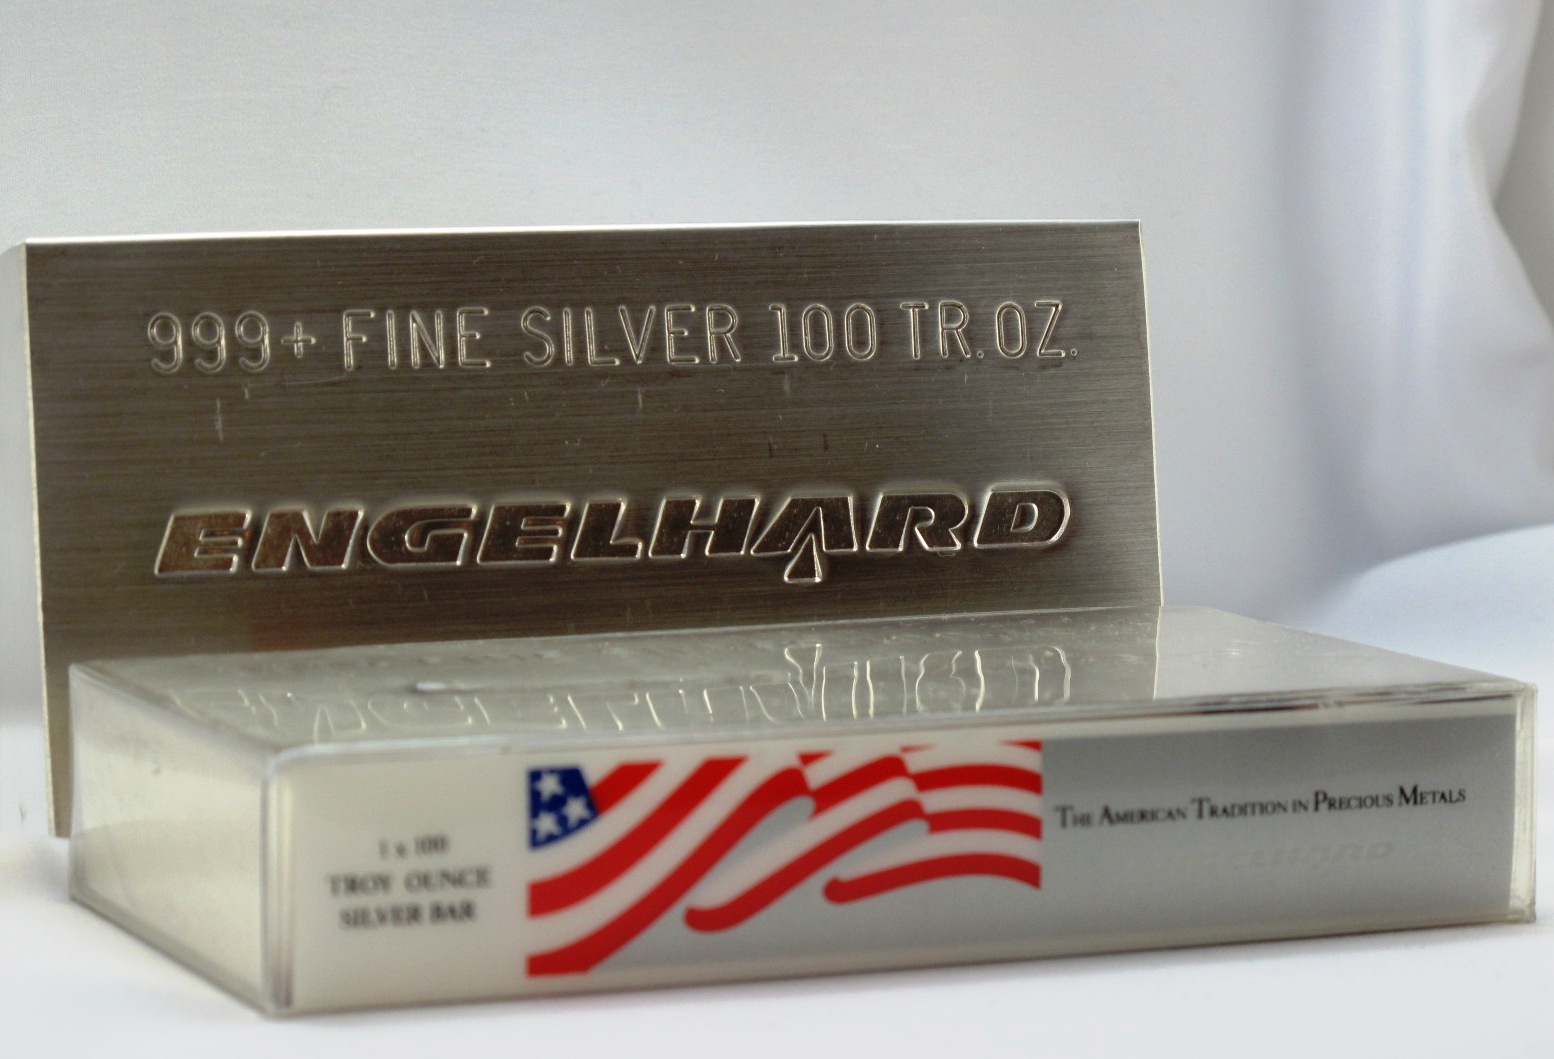 999+ FINE SILVER 100 TR. OZ.
ENGELHARD
1 x 100
TROY OUNCE
SILVER BAR
THE AMERICAN TRADITION IN PRECIOUS METALS
ENGELHARD